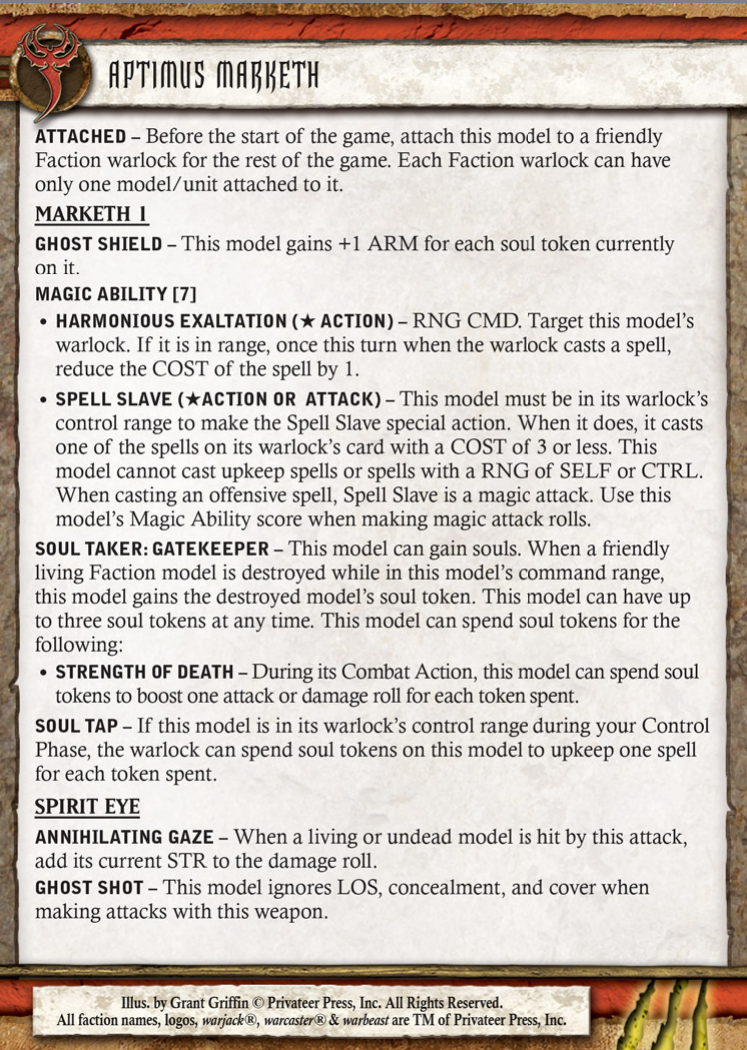 APTIMUS MARKETH
ATTACHED – Before the start of the game, attach this model to a friendly
Faction warlock for the rest of the game. Each Faction warlock can have
only one model/unit attached to it.
MARKETH 1
GHOST SHIELD – This model gains +1 ARM for each soul token currently
on it.
MAGIC ABILITY [7]
• HARMONIOUS EXALTATION (★ ACTION) – RNG CMD. Target this model's
warlock. If it is in range, once this turn when the warlock casts a spell,
reduce the COST of the spell by 1.
• SPELL SLAVE (★ACTION OR ATTACK) – This model must be in its warlock's
control range to make the Spell Slave special action. When it does, it casts
one of the spells on its warlock's card with a COST of 3 or less. This
model cannot cast upkeep spells or spells with a RNG of SELF or CTRL.
When casting an offensive spell, Spell Slave is a magic attack. Use this
model's Magic Ability score when making magic attack rolls.
SOUL TAKER: GATEKEEPER – This model can gain souls. When a friendly
living Faction model is destroyed while in this model's command range,
this model gains the destroyed model's soul token. This model can have up
to three soul tokens at any time. This model can spend soul tokens for the
following:
• STRENGTH OF DEATH – During its Combat Action, this model can spend soul
tokens to boost one attack or damage roll for each token spent.
SOUL TAP – If this model is in its warlock's control range during your Control
Phase, the warlock can spend soul tokens on this model to upkeep one spell
for each token spent.
SPIRIT EYE
ANNIHILATING GAZE – When a living or undead model is hit by this attack,
add its current STR to the damage roll.
GHOST SHOT – This model ignores LOS, concealment, and cover when
making attacks with this weapon.
Illus. by Grant Griffin © Privateer Press, Inc. All Rights Reserved.
All faction names, logos, warjack®, warcaster® & warbeast are TM of Privateer Press, Inc.